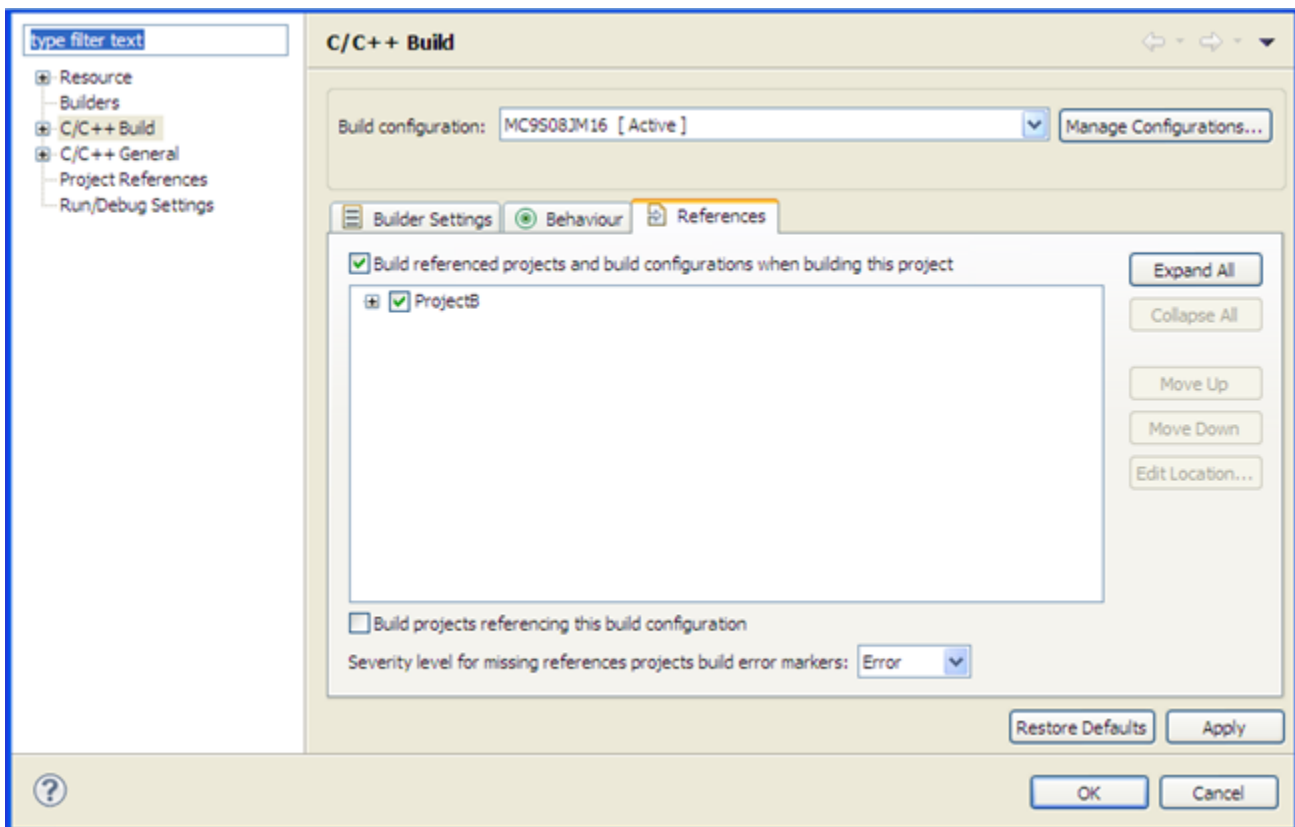 type filter text
Resource
Builders
C/C++ Build
C/C++ General
Project References
Run/Debug Settings
C/C++ Build
Build configuration: MC9S08JM16 [ Active ] Manage Configurations...
Builder Settings Behaviour References
Build referenced projects and build configurations when building this project
Expand All
ProjectB
Collapse All
Move Up
Move Down
Edit Location...
Build projects referencing this build configuration
Severity level for missing references projects build error markers: Error
Restore Defaults Apply
? OK Cancel